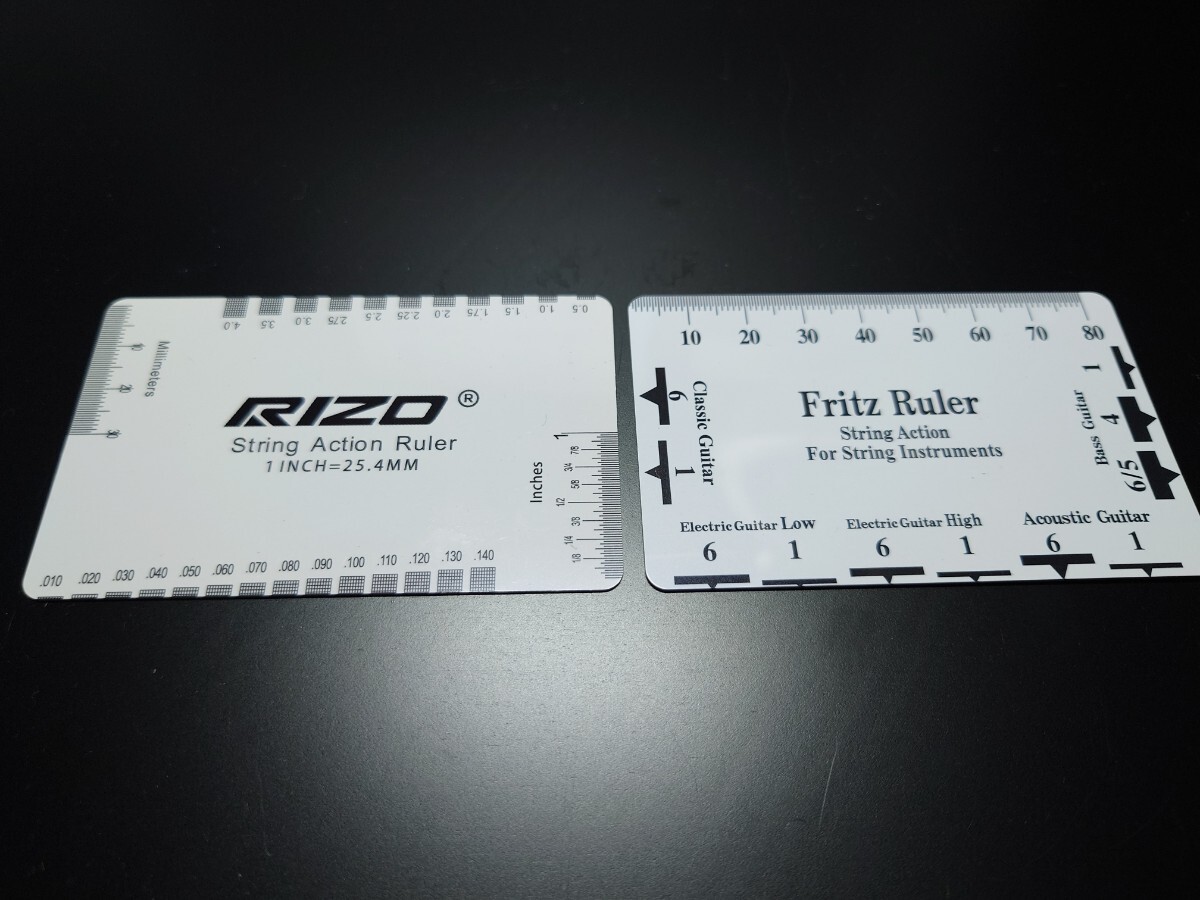 4.0 3.5 3.0 2.75 2.5 2.25 2.0 1.75 1.5 1.0 0.5
10
20
30
Millimeters
RIZO®
String Action Ruler
1 INCH=25.4MM
Inches
1
7/8
3/4
5/8
1/2
3/8
1/4
1/8
.010 .020 .030 .040 .050 .060 .070 .080 .090 .100 .110 .120 .130 .140
10 20 30 40 50 60 70 80
Classic Guitar
6
1
Fritz Ruler
String Action
For String Instruments
Bass Guitar
1
4
6/5
Electric Guitar Low
6 1
Electric Guitar High
6 1
Acoustic Guitar
6 1